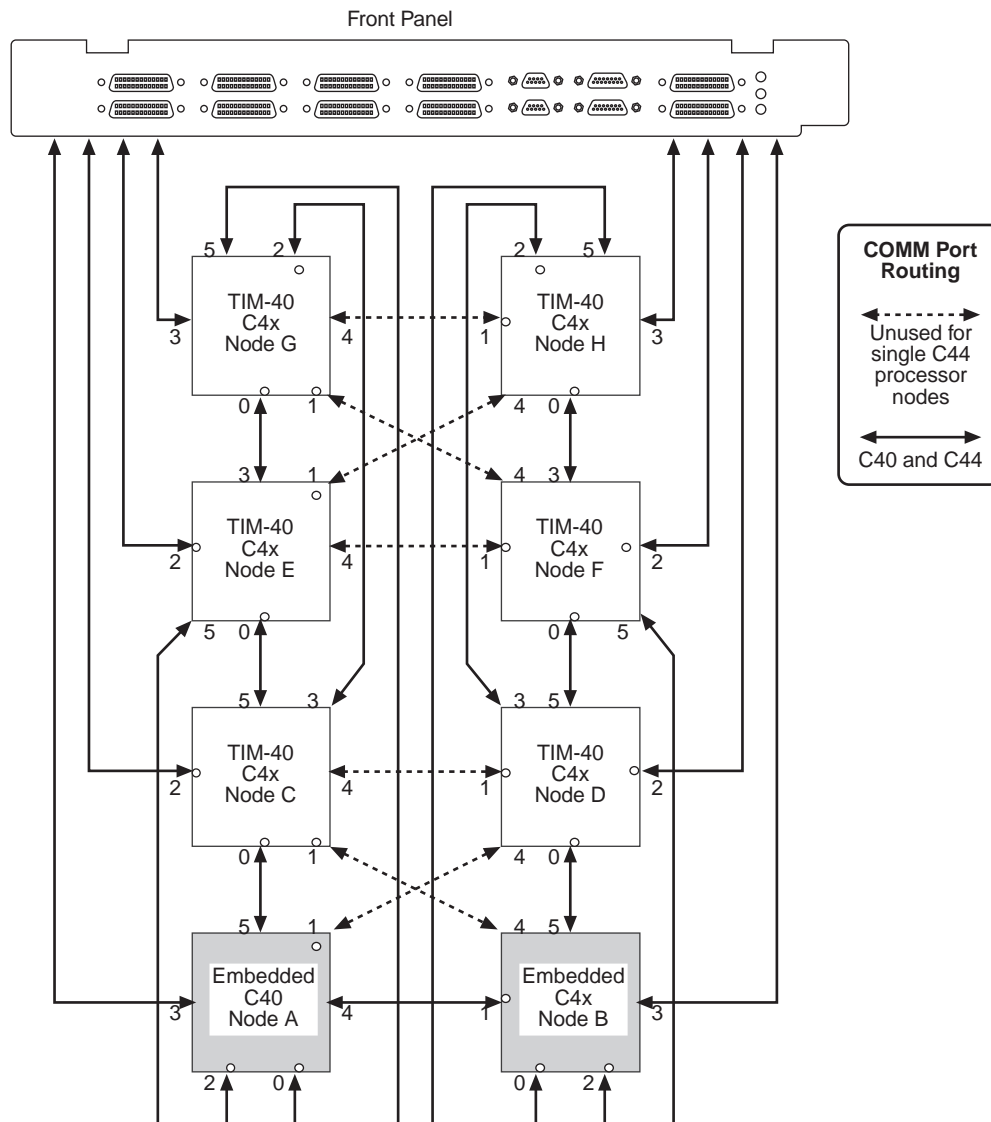 Front Panel
5 2
2 5
TIM-40
C4x
Node G
TIM-40
C4x
Node H
COMM Port
Routing
Unused for
single C44
processor
nodes
C40 and C44
3 4 1 3
0 1 4 0
3 1 4 3
TIM-40
C4x
Node E
TIM-40
C4x
Node F
2 4 1 2
5 0 0 5
5 3 3 5
TIM-40
C4x
Node C
TIM-40
C4x
Node D
2 4 1 2
0 1 4 0
5 1 4 5
Embedded
C40
Node A
Embedded
C4x
Node B
3 4 1 3
2 0 0 2